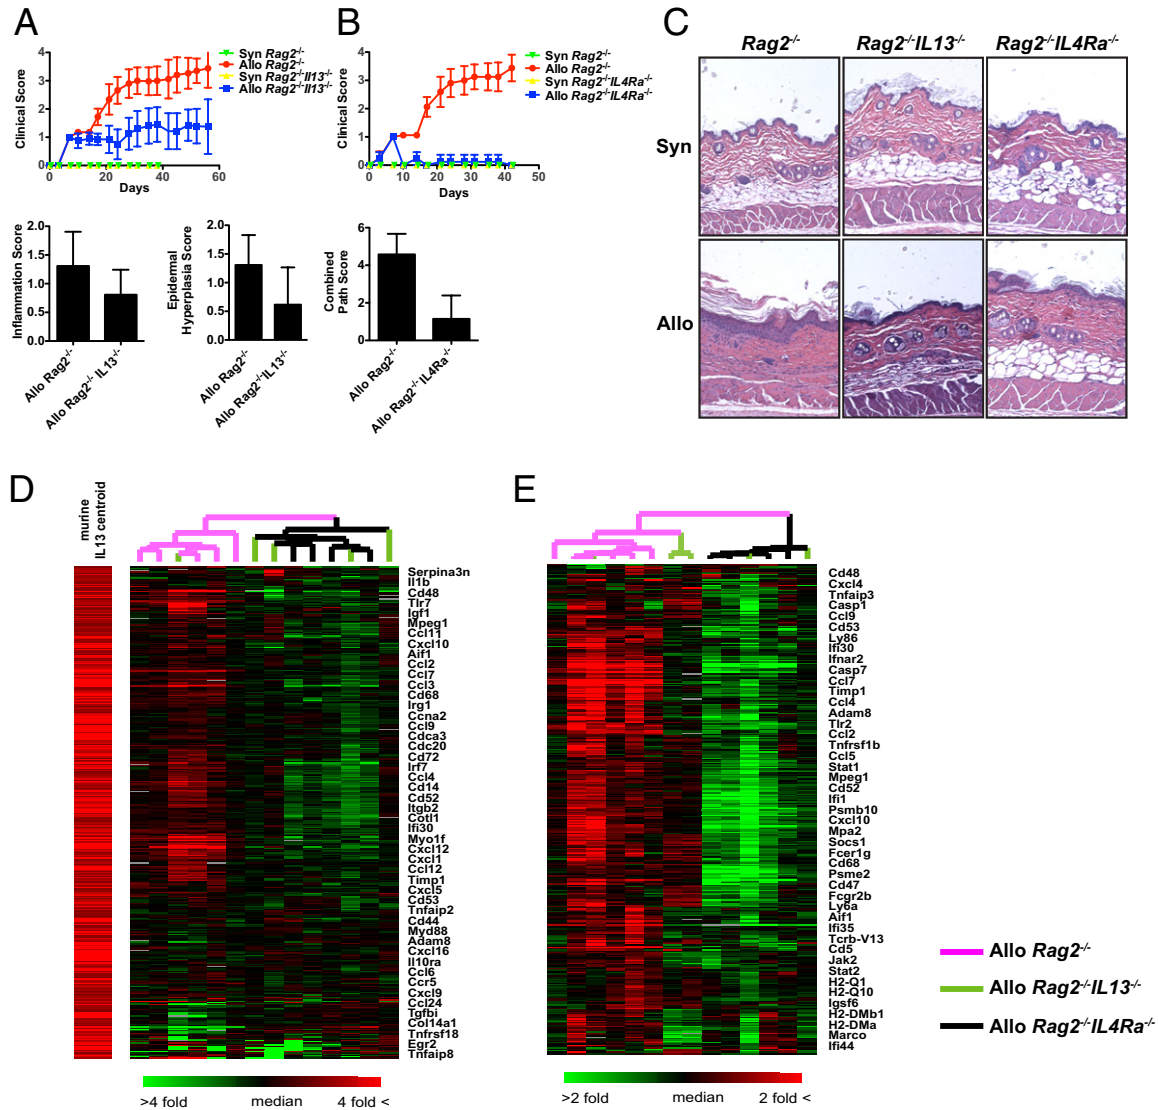 A
Clinical Score
4
3
2
1
0
0
20
40
60
Days
Syn Rag2-/-
Allo Rag2-/-
Syn Rag2-/-Il13-/-
Allo Rag2-/-Il13-/-
B
Clinical Score
4
3
2
1
0
0
10
20
30
40
50
Days
Syn Rag2-/-
Allo Rag2-/-
Syn Rag2-/-IL4Ra-/-
Allo Rag2-/-IL4Ra-/-
Inflammation Score
2.0
1.5
1.0
0.5
0.0
Allo Rag2-/-
Allo Rag2-/- IL13-/-
Epidermal
Hyperplasia Score
2.0
1.5
1.0
0.5
0.0
Allo Rag2-/-
Allo Rag2-/-IL13-/-
Combined
Path Score
6
4
2
0
Allo Rag2-/-
Allo Rag2-/- IL4Ra-/-
C
Rag2-/-
Rag2-/-IL13-/-
Rag2-/-IL4Ra-/-
Syn
Allo
D
murine
IL13 centroid
Serpina3n
Il1b
Cd48
Tlr7
Igf1
Mpeg1
Ccl11
Cxcl10
Aif1
Ccl2
Ccl7
Ccl3
Cd68
Irg1
Ccna2
Ccl9
Cdca3
Cdc20
Cd72
Irf7
Ccl4
Cd14
Cd52
Itgb2
Cotl1
Ifi30
Myo1f
Cxcl12
Cxcl1
Ccl12
Timp1
Cxcl5
Cd53
Tnfaip2
Cd44
Myd88
Adam8
Cxcl16
Il10ra
Ccl6
Ccr5
Cxcl9
Ccl24
Tgfbi
Col14a1
Tnfrsf18
Egr2
Tnfaip8
>4 fold
median
4 fold <
E
Cd48
Cxcl4
Tnfaip3
Casp1
Ccl9
Cd53
Ly86
Ifi30
Ifnar2
Casp7
Ccl7
Timp1
Ccl4
Adam8
Tlr2
Ccl2
Tnfrsf1b
Ccl5
Stat1
Mpeg1
Cd52
Ifi1
Psmb10
Cxcl10
Mpa2
Socs1
Fcer1g
Cd68
Psme2
Cd47
Fcgr2b
Ly6a
Aif1
Ifi35
Tcrb-V13
Cd5
Jak2
Stat2
H2-Q1
H2-Q10
Igsf6
H2-DMb1
H2-DMa
Marco
Ifi44
>2 fold
median
2 fold <
Allo Rag2-/-
Allo Rag2-/-IL13-/-
Allo Rag2-/-IL4Ra-/-